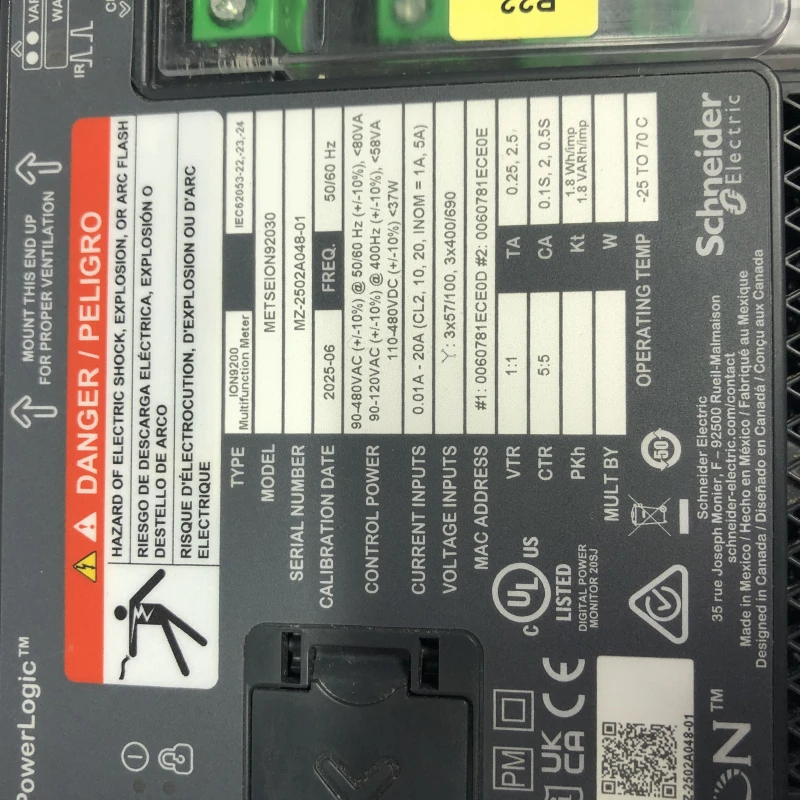 MOUNT THIS END UP
FOR PROPER VENTILATION
DANGER / PELIGRO
HAZARD OF ELECTRIC SHOCK, EXPLOSION, OR ARC FLASH
RIESGO DE DESCARGA ELÉCTRICA, EXPLOSIÓN O
DESTELLO DE ARCO
RISQUE D'ÉLECTROCUTION, D'EXPLOSION OU D'ARC
ELECTRIQUE
TYPE ION9200 Multifunction Meter IEC62053-22,-23,-24
MODEL METSEION92030
SERIAL NUMBER MZ-2502A048-01
CALIBRATION DATE 2025-06 FREQ. 50/60 Hz
CONTROL POWER
90-480VAC (+/-10%) @ 50/60 Hz (+/-10%), <80VA
90-120VAC (+/-10%) @ 400Hz (+/-10%), <58VA
110-480VDC (+/-10%) <37W
CURRENT INPUTS 0.01A - 20A (CL2, 10, 20, INOM = 1A, 5A)
VOLTAGE INPUTS Y: 3x57/100, 3x400/690
MAC ADDRESS #1: 0060781ECE0D #2: 0060781ECE0E
VTR 1:1 TA 0.25, 2.5
CTR 5:5 CA 0.1S, 2, 0.5S
PKh Kt 1.8 Wh/imp
1.8 VARh/imp
MULT BY W
OPERATING TEMP -25 TO 70 C
50
C UL US
LISTED
DIGITAL POWER
MONITOR 20SJ
Schneider
Electric
Schneider Electric
35 rue Joseph Monier, F – 92500 Rueil-Malmaison
schneider-electric.com/contact
Made in Mexico / Hecho en México / Fabriqué au Mexique
Designed in Canada / Diseñado en Canadá / Conçu aux Canada
PowerLogic™
PM
UK
CA
CE
-2502A048-01
N™
IR